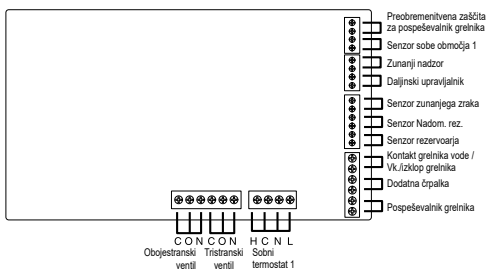 Preobremenitvena zaščita
za pospeševalnik grelnika
Senzor sobe območja 1
Zunanji nadzor
Daljinski upravljalnik
Senzor zunanjega zraka
Senzor Nadom. rez.
Senzor rezervoarja
Kontakt grelnika vode /
Vk./izklop grelnika
Dodatna črpalka
Pospeševalnik grelnika
C O N C O N H C N L
Obojestranski Tristranski Sobni
ventil ventil termostat 1